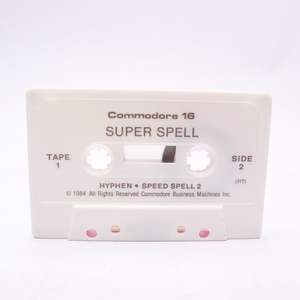 Commodore 16
SUPER SPELL
TAPE 1
SIDE 2
(RT)
HYPHEN • SPEED SPELL 2
© 1984 All Rights Reserved Commodore Business Machines Inc.